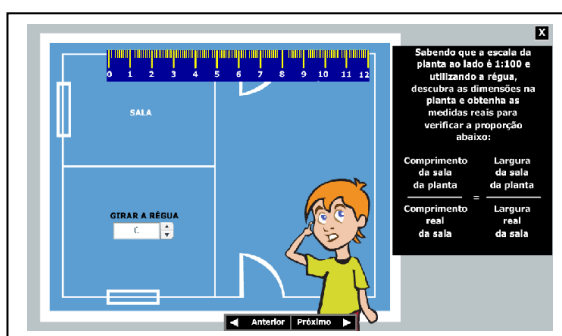 X
0 1 2 3 4 5 6 7 8 9 10 11 12
SALA
GIRAR A RÉGUA
Sabendo que a escala da
planta ao lado é 1:100 e
utilizando a régua,
descubra as dimensões na
planta e obtenha as
medidas reais para
verificar a proporção
abaixo:
Comprimento
da sala
da planta
Comprimento
real
da sala
=
Largura
da sala
da planta
Largura
real
da sala
Anterior Próximo